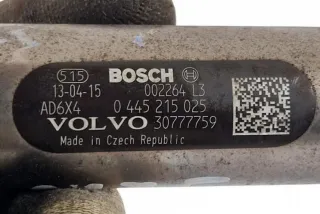 515 BOSCH
13-04-15 002264 L3
AD6X4 0 445 215 025
VOLVO 30777759
Made in Czech Republic